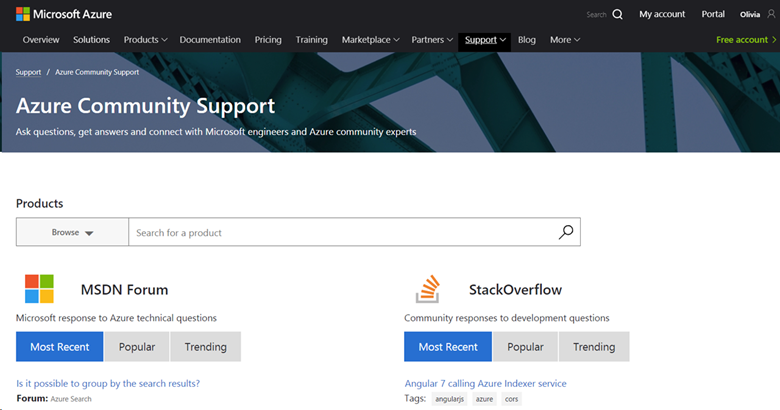 Microsoft Azure
Search My account Portal Olivia
Overview Solutions Products Documentation Pricing Training Marketplace Partners Support Blog More Free account
Support / Azure Community Support
Azure Community Support
Ask questions, get answers and connect with Microsoft engineers and Azure community experts
Products
Browse Search for a product
MSDN Forum StackOverflow
Microsoft response to Azure technical questions Community responses to development questions
Most Recent Popular Trending Most Recent Popular Trending
Is it possible to group by the search results? Angular 7 calling Azure Indexer service
Forum: Azure Search Tags: angularjs azure cors